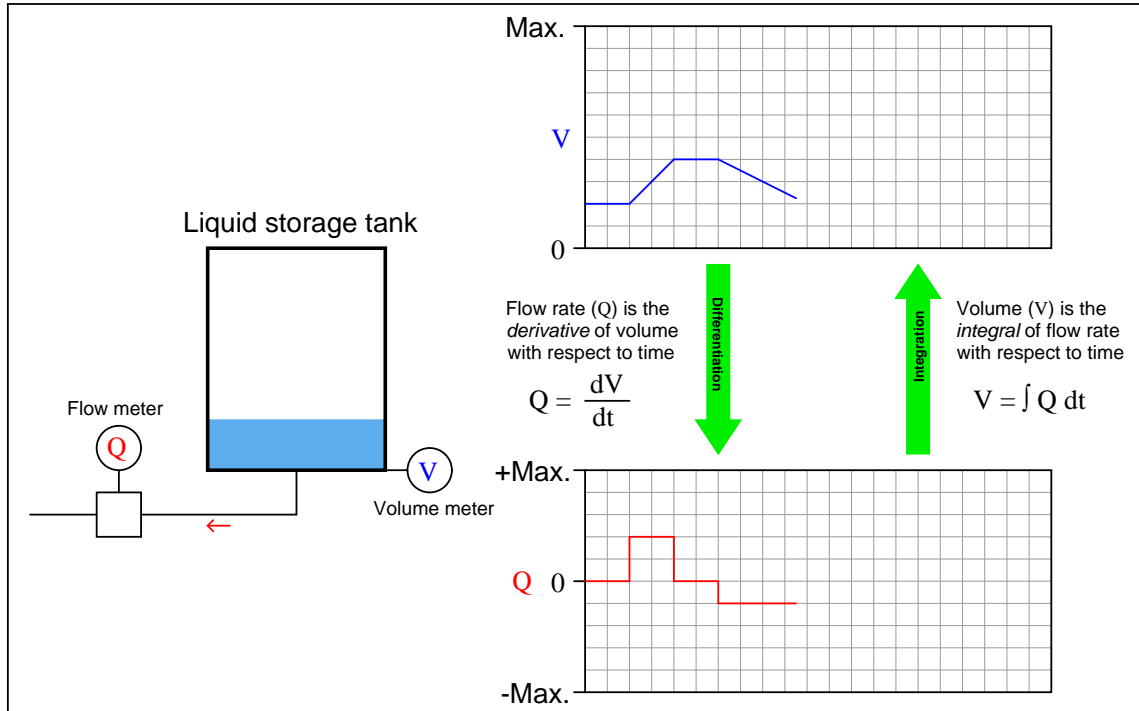 Max.
V
0
Liquid storage tank
Flow meter
Q
V
Volume meter
Flow rate (Q) is the
derivative of volume
with respect to time
Q = dV
dt
Differentiation
Integration
Volume (V) is the
integral of flow rate
with respect to time
V = ∫ Q dt
+Max.
Q 0
-Max.